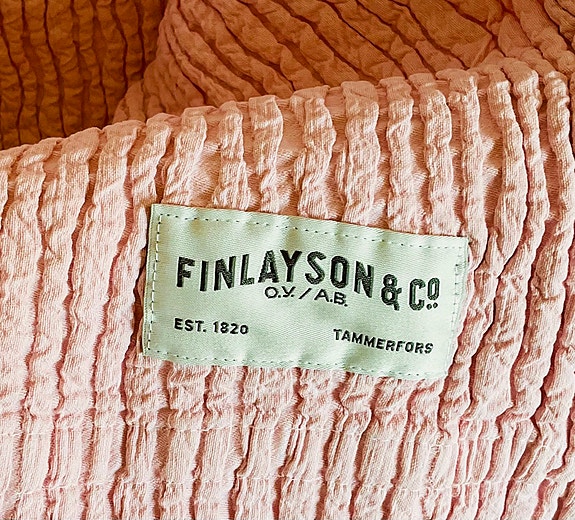 FINLAYSON & Co.
O.Y. / A.B.
EST. 1820 TAMMERFORS